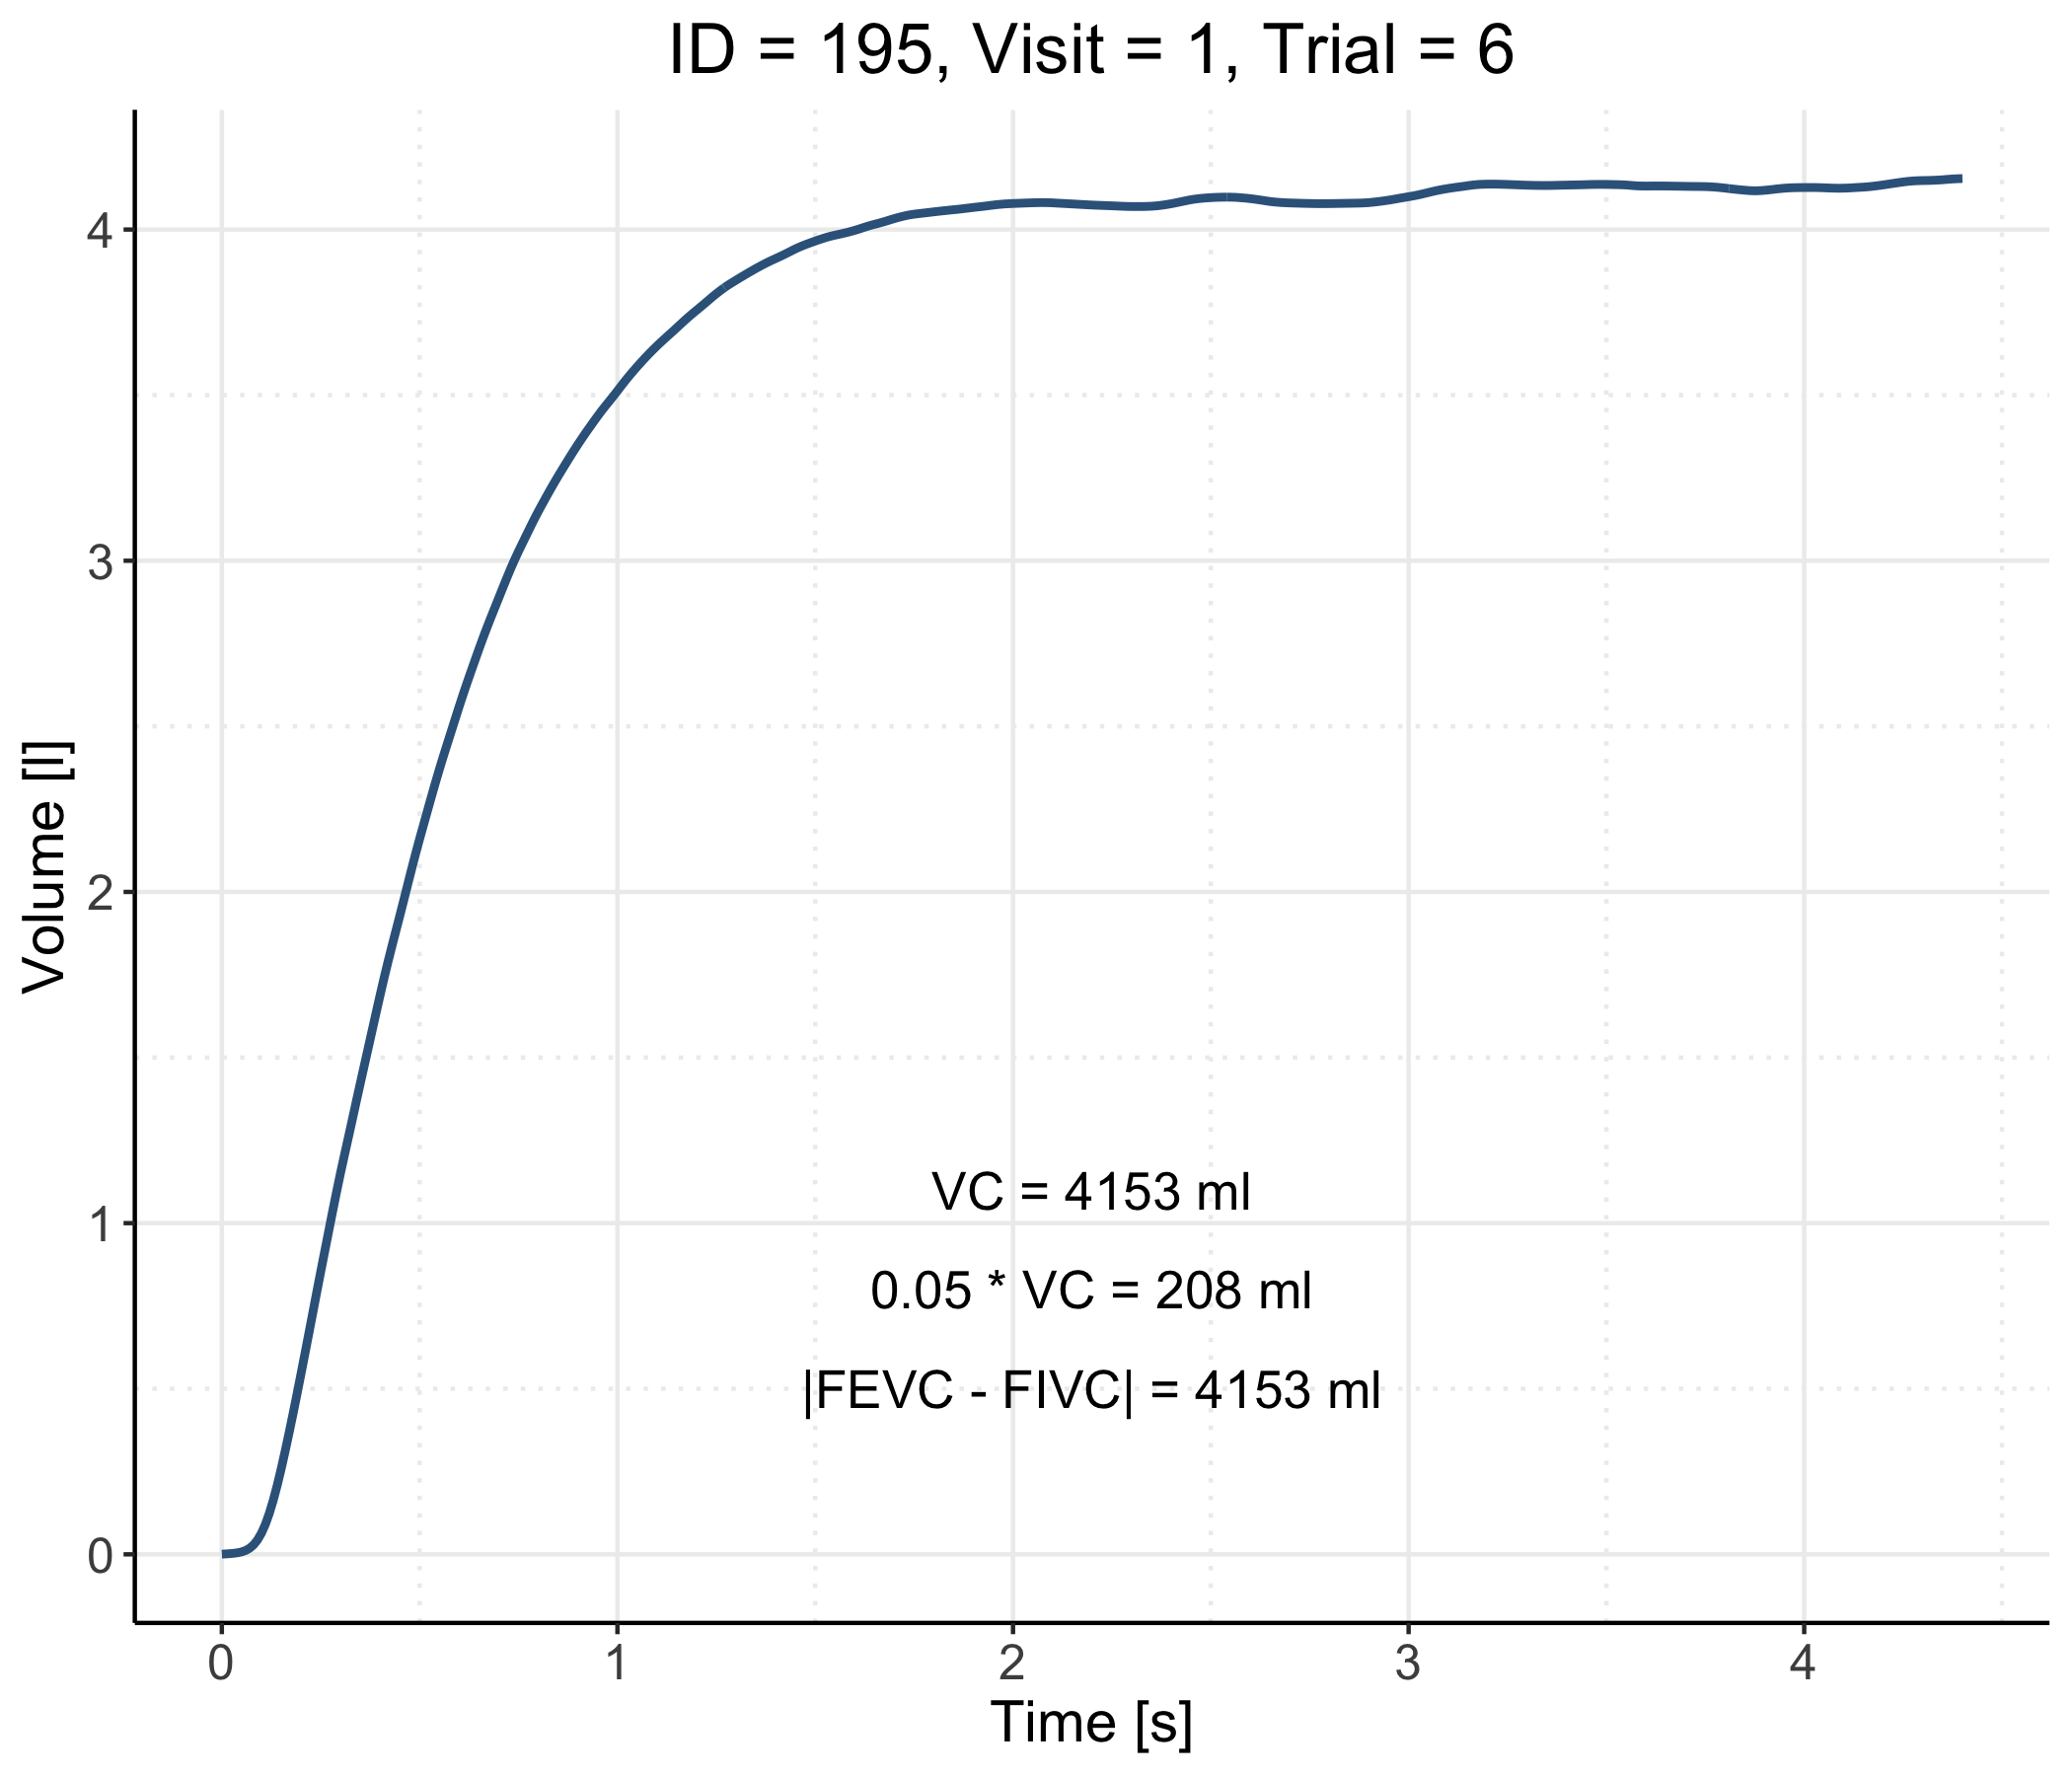 ID = 195, Visit = 1, Trial = 6
4
3
2
1
0
Volume [l]
VC = 4153 ml
0.05 * VC = 208 ml
|FEVC - FIVC| = 4153 ml
0 1 2 3 4
Time [s]